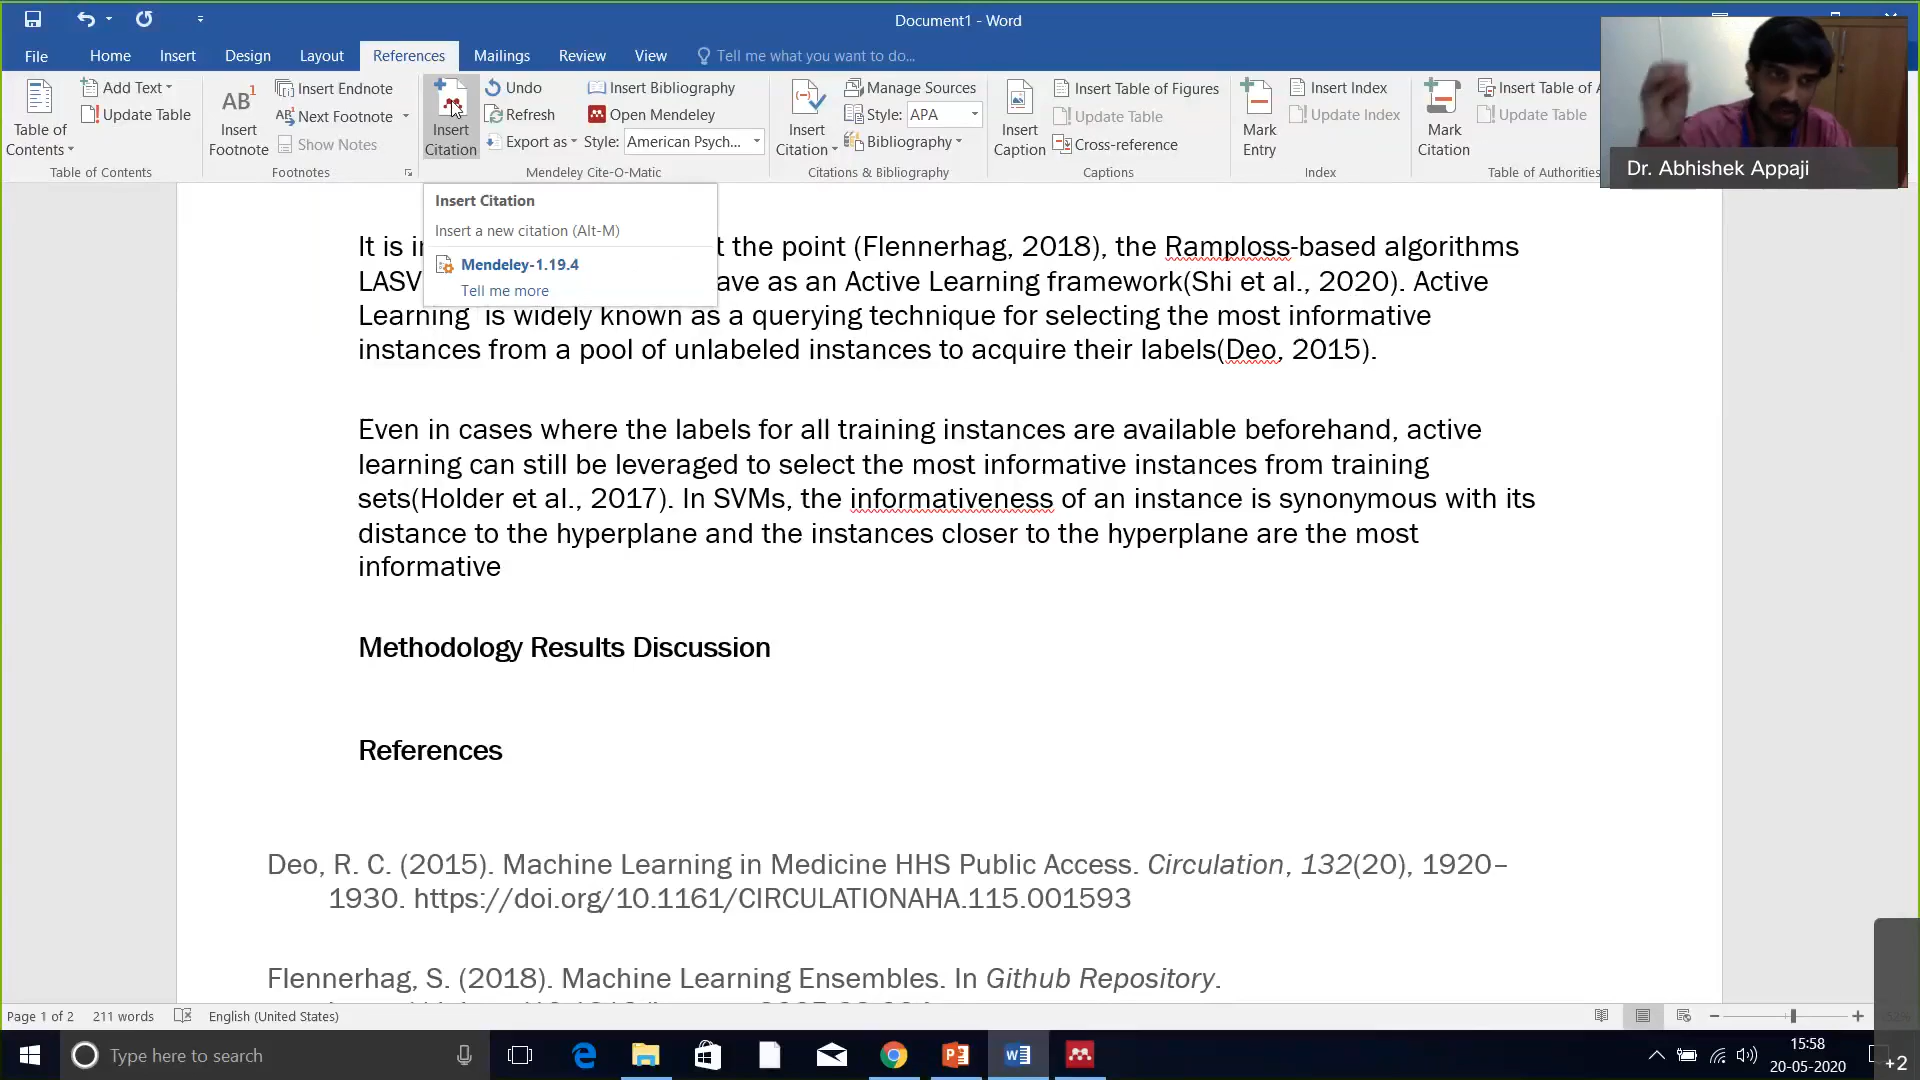 Document1 - Word
File Home Insert Design Layout References Mailings Review View Tell me what you want to do...
Table of Contents
Add Text
Update Table
Table of Contents
AB1
Insert Footnote
Insert Endnote
Next Footnote
Show Notes
Footnotes
Insert Citation
Undo
Refresh
Export as
Insert Bibliography
Open Mendeley
Style: American Psych...
Mendeley Cite-O-Matic
Insert Citation
Manage Sources
Style: APA
Bibliography
Citations & Bibliography
Insert Caption
Insert Table of Figures
Update Table
Cross-reference
Captions
Mark Entry
Insert Index
Update Index
Index
Mark Citation
Insert Table of
Update Table
Table of Authorities
Dr. Abhishek Appaji
Insert Citation
Insert a new citation (Alt-M)
Mendeley-1.19.4
Tell me more
It is t the point (Flennerhag, 2018), the Ramploss-based algorithms
LASV ave as an Active Learning framework(Shi et al., 2020). Active
Learning is widely known as a querying technique for selecting the most informative
instances from a pool of unlabeled instances to acquire their labels(Deo, 2015).
Even in cases where the labels for all training instances are available beforehand, active
learning can still be leveraged to select the most informative instances from training
sets(Holder et al., 2017). In SVMs, the informativeness of an instance is synonymous with its
distance to the hyperplane and the instances closer to the hyperplane are the most
informative
Methodology Results Discussion
References
Deo, R. C. (2015). Machine Learning in Medicine HHS Public Access. Circulation, 132(20), 1920–
1930. https://doi.org/10.1161/CIRCULATIONAHA.115.001593
Flennerhag, S. (2018). Machine Learning Ensembles. In Github Repository.
Page 1 of 2 211 words English (United States)
Type here to search
15:58
20-05-2020
+2